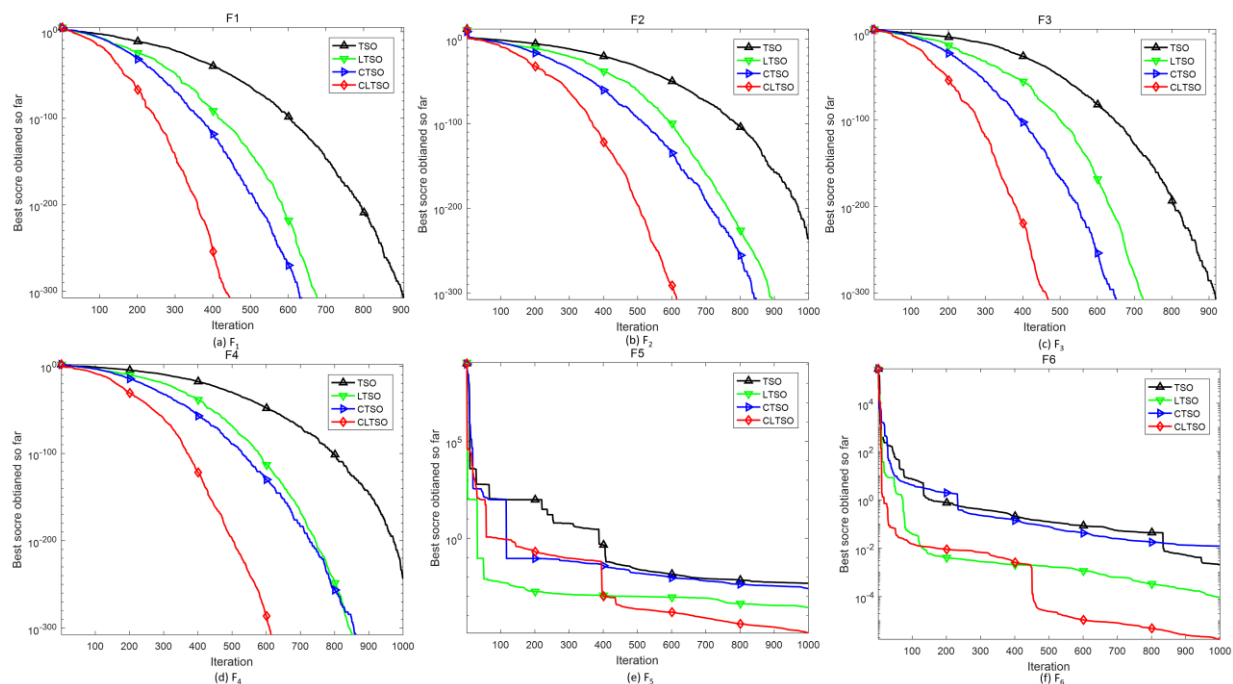 F1
Best socre obtianed so far
10^0
10^-100
10^-200
10^-300
100 200 300 400 500 600 700 800 900
Iteration
TSO
LTSO
CTSO
CLTSO
(a) F₁
F2
Best socre obtianed so far
10^0
10^-100
10^-200
10^-300
100 200 300 400 500 600 700 800 900 1000
Iteration
TSO
LTSO
CTSO
CLTSO
(b) F₂
F3
Best socre obtianed so far
10^0
10^-100
10^-200
10^-300
100 200 300 400 500 600 700 800 900
Iteration
TSO
LTSO
CTSO
CLTSO
(c) F₃
F4
Best socre obtianed so far
10^0
10^-100
10^-200
10^-300
100 200 300 400 500 600 700 800 900 1000
Iteration
TSO
LTSO
CTSO
CLTSO
(d) F₄
F5
Best socre obtianed so far
10^5
10^0
100 200 300 400 500 600 700 800 900 1000
Iteration
TSO
LTSO
CTSO
CLTSO
(e) F₅
F6
Best socre obtianed so far
10^4
10^2
10^0
10^-2
10^-4
100 200 300 400 500 600 700 800 900 1000
Iteration
TSO
LTSO
CTSO
CLTSO
(f) F₆